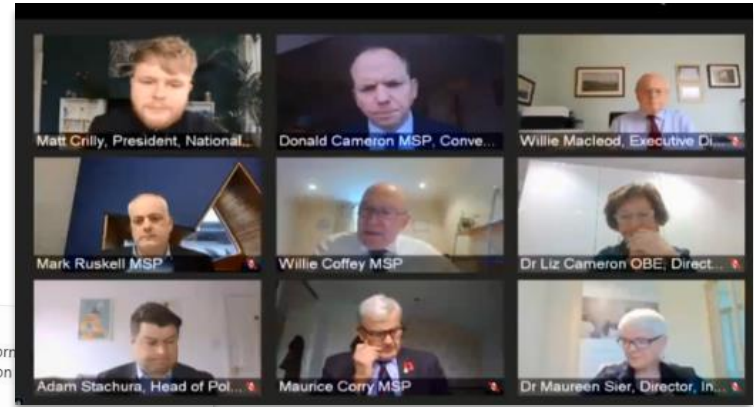 Matt Crilly, President, National...
Donald Cameron MSP, Conve...
Willie Macleod, Executive Di...
Mark Ruskell MSP
Willie Coffey MSP
Dr Liz Cameron OBE, Direct...
Adam Stachura, Head of Pol...
Maurice Corry MSP
Dr Maureen Sier, Director, In...
on